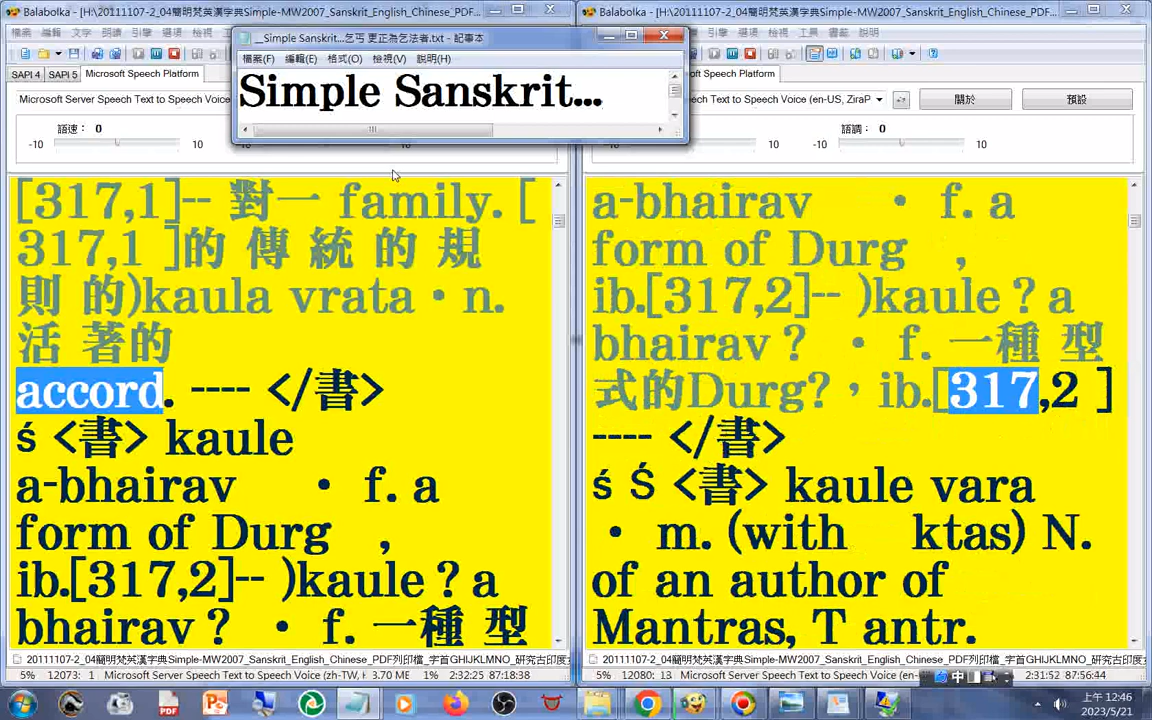 Balabolka - [H:\20111107-2_04簡明梵英漢字典Simple-MW2007_Sanskrit_English_Chinese_PDF...
Balabolka - [H:\20111107-2_04簡明梵英漢字典Simple-MW2007_Sanskrit_English_Chinese_PDF...
檔案 編輯 文字 朗讀
引擎 選項 工具 書籤 說明
__Simple Sanskrit...乞丐 更正為乞法者.txt - 記事本
檔案(F) 編輯(E) 格式(O) 檢視(V) 說明(H)
Simple Sanskrit...
SAPI 4 SAPI 5 Microsoft Speech Platform
Speech Platform
Microsoft Server Speech Text to Speech Voice
ech Text to Speech Voice (en-US, ZiraP
關於
預設
語速： 0
-10
10
10
語調： 0
-10
10
[317,1]-- 對一 family. [
317,1 ]的 傳 統 的 規
則 的)kaula vrata・n.
活 著的
accord. ---- </書>
ś <書> kaule
a-bhairav ・ f. a
form of Durg ,
ib.[317,2]-- )kaule？a
bhairav？ ・ f. 一種 型
a-bhairav ・ f. a
form of Durg ,
ib.[317,2]-- )kaule？a
bhairav？ ・ f. 一種 型
式的Durg?，ib.[317,2 ]
---- </書>
ś Ś <書> kaule vara
・ m. (with ktas) N.
of an author of
Mantras, T antr.
20111107-2_04簡明梵英漢字典Simple-MW2007_Sanskrit_English_Chinese_PDF列印檔_字首GHIJKLMNO_研究古印度
20111107-2_04簡明梵英漢字典Simple-MW2007_Sanskrit_English_Chinese_PDF列印檔_字首GHIJKLMNO_研究古印度
5% 12073: 1 Microsoft Server Speech Text to Speech Voice (zh-TW, 3.70 ME 1% 2:32:25 87:18:38
5% 12080: 13 Microsoft Server Speech Text to Speech Voice 2:31:52 87:56:44
中
上午 12:46
2023/5/21